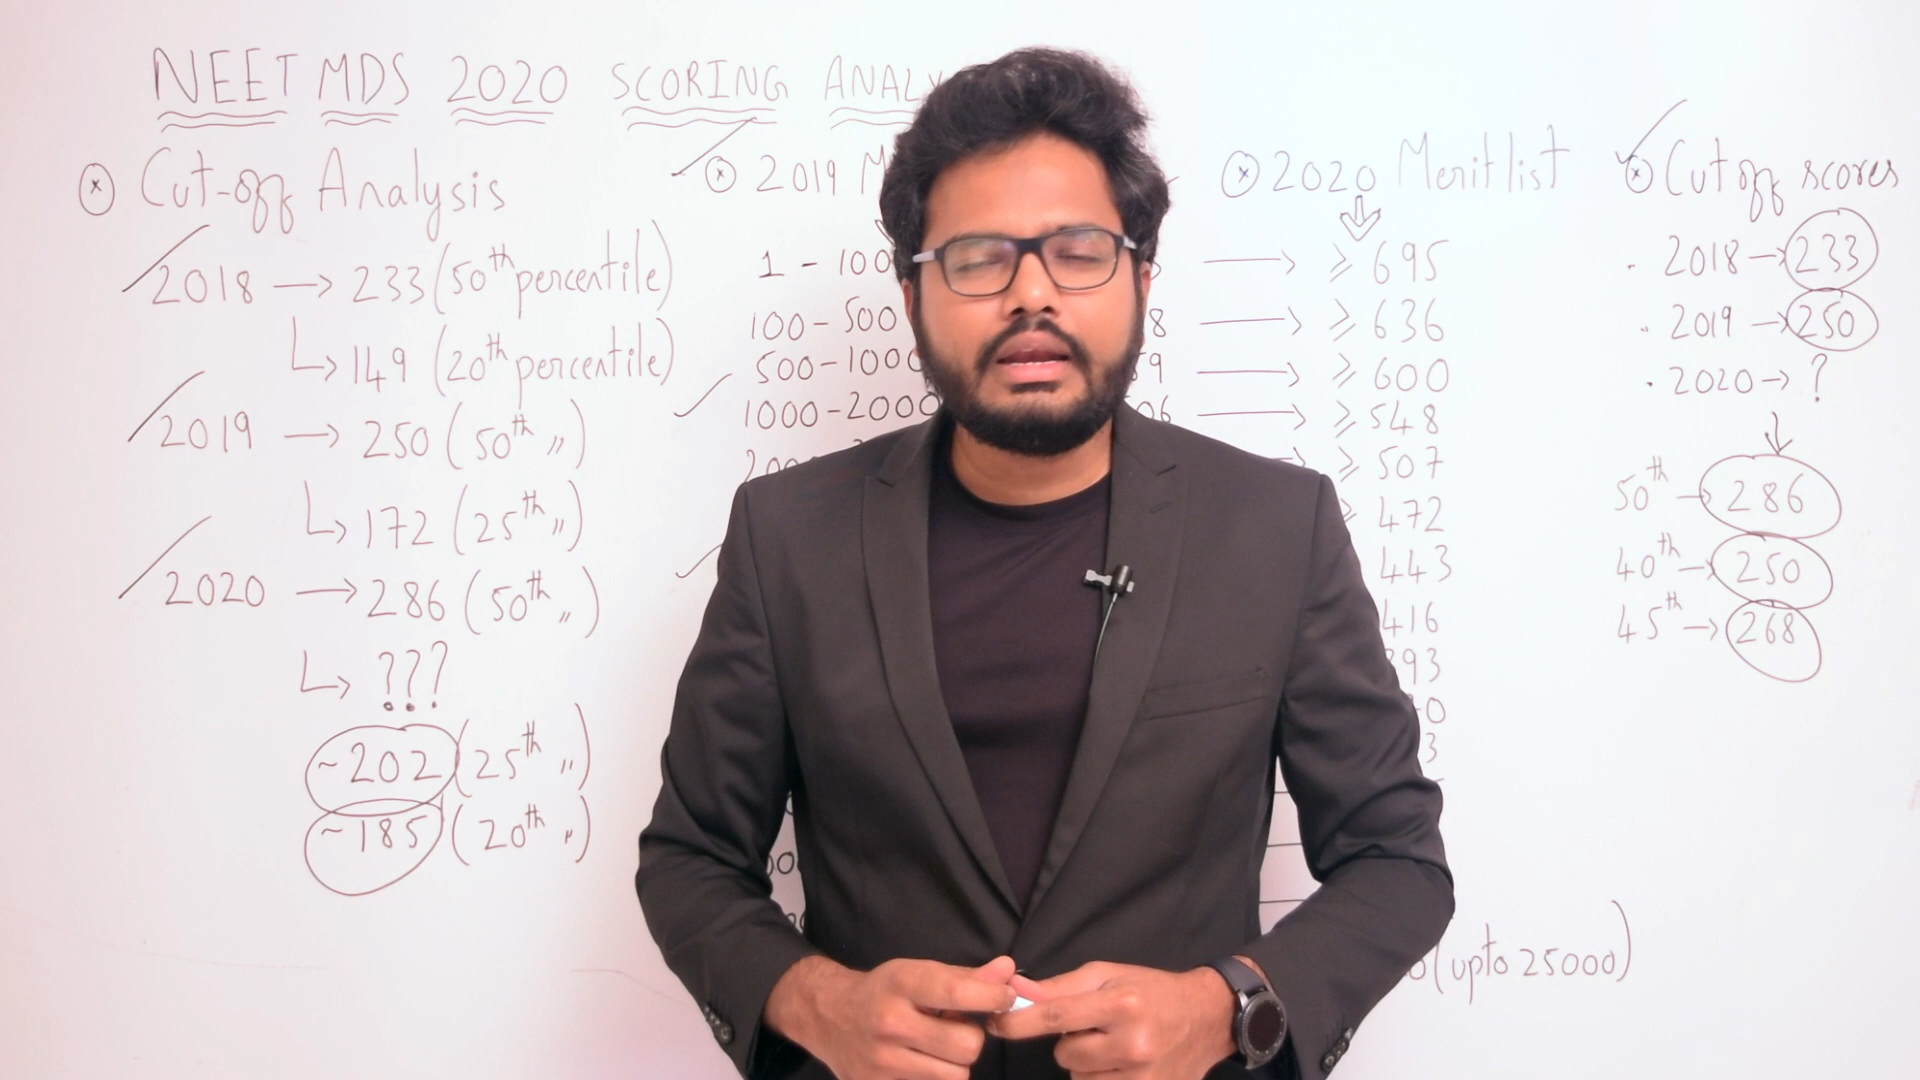 NEET MDS 2020 SCORING
Cut-off Analysis
2018 → 233 (50th percentile)
↳ 149 (20th percentile)
2019 → 250 (50th ,,)
↳ 172 (25th ,,)
2020 → 286 (50th ,,)
↳ ???
~202 (25th ,,)
~185 (20th ,,)
2019
1 - 100
100 - 500
500 - 1000
1000 - 2000
2020 Merit list
→ ≥ 695
→ ≥ 636
→ ≥ 600
→ ≥ 548
≥ 507
472
443
416
(upto 25000)
Cut off scores
. 2018 → 233
. 2019 → 250
. 2020 → ?
50th → 286
40th → 250
45th → 268